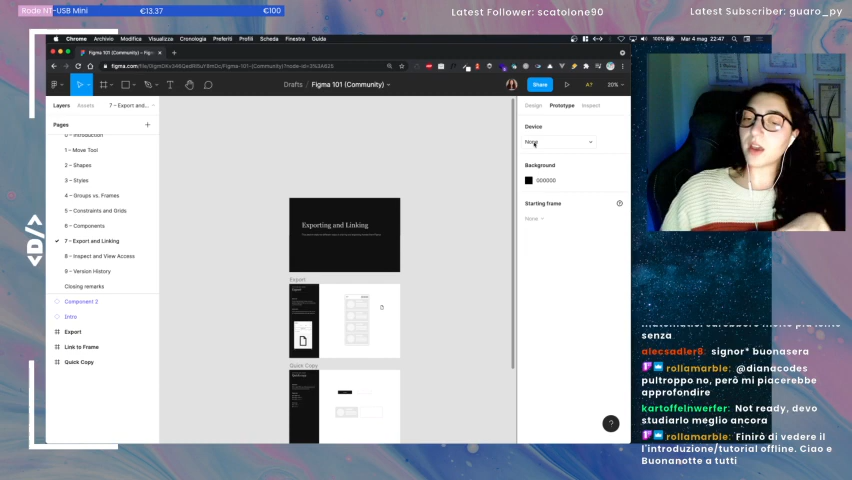 Rode NT-USB Mini €13.37 €100
Latest Follower: scatolone90
Latest Subscriber: guaro_py
Chrome Archivio Modifica Visualizza Cronologia Preferiti Profili Scheda Finestra Guida
100% Mar 4 mag 22:47
Figma 101 (Community) – Fig
Drafts / Figma 101 (Community)
Share
A?
20%
Layers Assets 7 – Export and...
Design Prototype Inspect
Pages
0 – Introduction
1 – Move Tool
2 – Shapes
3 – Styles
4 – Groups vs. Frames
5 – Constraints and Grids
6 – Components
7 – Export and Linking
8 – Inspect and View Access
9 – Version History
Closing remarks
Component 2
Intro
Export
Link to Frame
Quick Copy
Exporting and Linking
Export
Quick Copy
Device
None
Background
000000
Starting frame
None
?
<D/>
senza
alecsadler8: signor* buonasera
rollamarble: @dianacodes
pultroppo no, però mi piacerebbe
approfondire
kartoffelnwerfer: Not ready, devo
studiarlo meglio ancora
rollamarble: Finirò di vedere il
l'introduzione/tutorial offline. Ciao e
Buonanotte a tutti